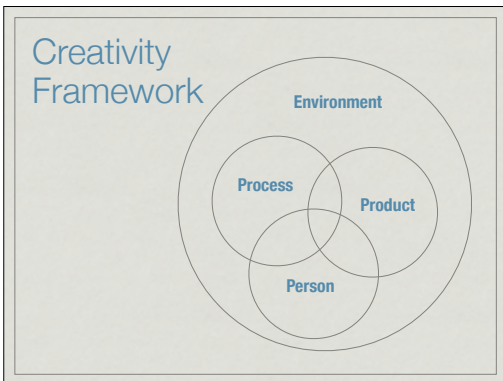 Creativity
Framework
Environment
Process
Product
Person